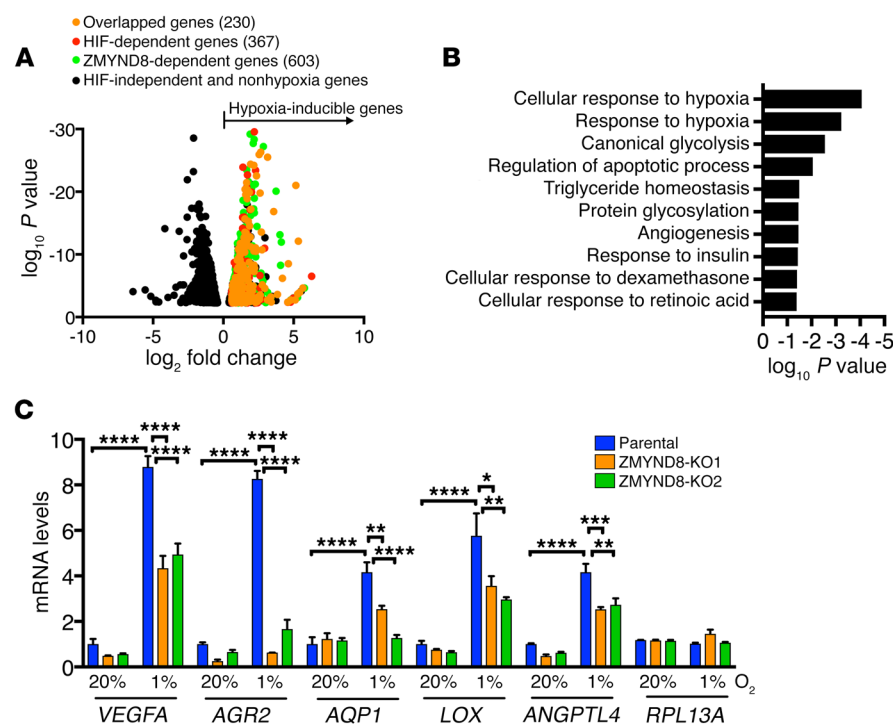 Overlapped genes (230)
HIF-dependent genes (367)
ZMYND8-dependent genes (603)
HIF-independent and nonhypoxia genes
A
Hypoxia-inducible genes
-30
-20
-10
0
log10 P value
-10
-5
0
5
10
log2 fold change
B
Cellular response to hypoxia
Response to hypoxia
Canonical glycolysis
Regulation of apoptotic process
Triglyceride homeostasis
Protein glycosylation
Angiogenesis
Response to insulin
Cellular response to dexamethasone
Cellular response to retinoic acid
0 -1 -2 -3 -4 -5
log10 P value
C
Parental
ZMYND8-KO1
ZMYND8-KO2
mRNA levels
10
8
6
4
2
0
**** **** ****
**** **** ****
**** ** ****
**** * **
**** *** **
20% 1% 20% 1% 20% 1% 20% 1% 20% 1% 20% 1% O2
VEGFA AGR2 AQP1 LOX ANGPTL4 RPL13A